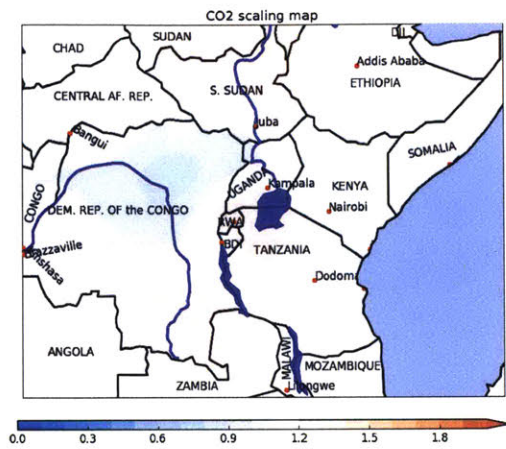 CO2 scaling map
SUDAN
CHAD
Addis Ababa
S. SUDAN
ETHIOPIA
CENTRAL AF. REP.
Juba
Bangui
SOMALIA
UGANDA
Kampala
KENYA
CONGO
DEM. REP. OF the CONGO
Nairobi
RWA
BDI
TANZANIA
Brazzaville
Kinshasa
Dodoma
ANGOLA
MALAWI
MOZAMBIQUE
ZAMBIA
Lilongwe
0.0 0.3 0.6 0.9 1.2 1.5 1.8